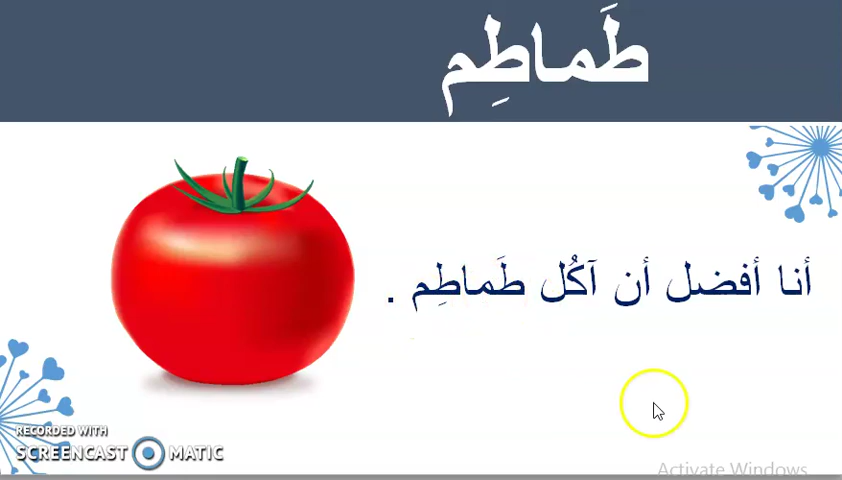 طَماطِم
أنا أفضل أن آكُل طَماطِم .
RECORDED WITH
SCREENCAST MATIC
Activate Windows